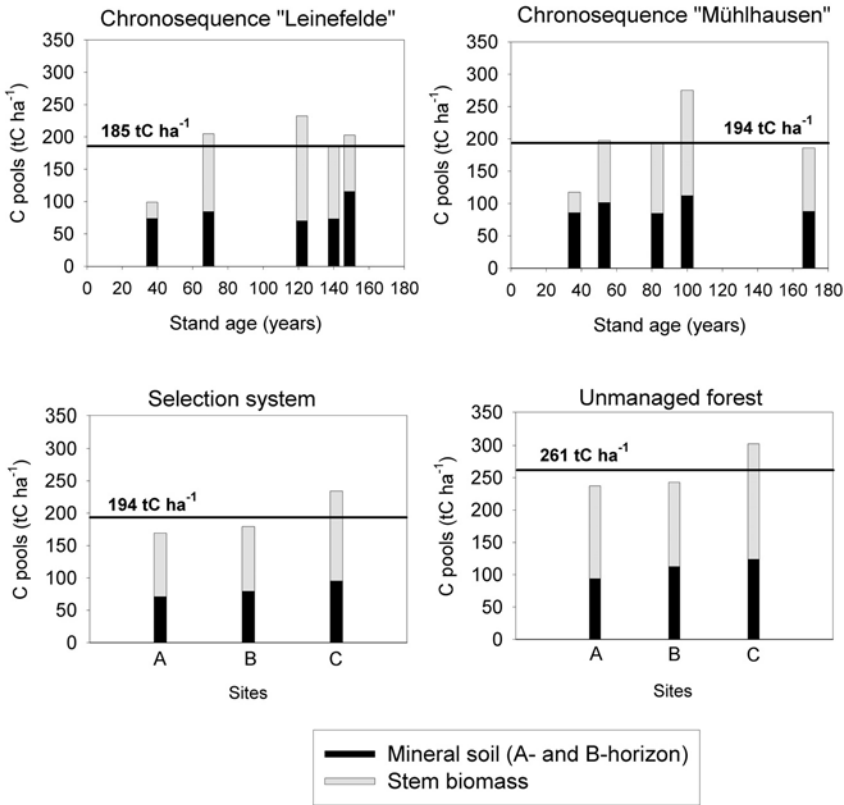 Chronosequence "Leinefelde"
350
300
250
200
150
100
50
0
C pools (tC ha-1)
185 tC ha-1
0 20 40 60 80 100 120 140 160 180
Stand age (years)
Chronosequence "Mühlhausen"
350
300
250
200
150
100
50
0
C pools (tC ha-1)
194 tC ha-1
0 20 40 60 80 100 120 140 160 180
Stand age (years)
Selection system
350
300
250
200
150
100
50
0
C pools (tC ha-1)
194 tC ha-1
A B C
Sites
Unmanaged forest
350
300
250
200
150
100
50
0
C pools (tC ha-1)
261 tC ha-1
A B C
Sites
Mineral soil (A- and B-horizon)
Stem biomass